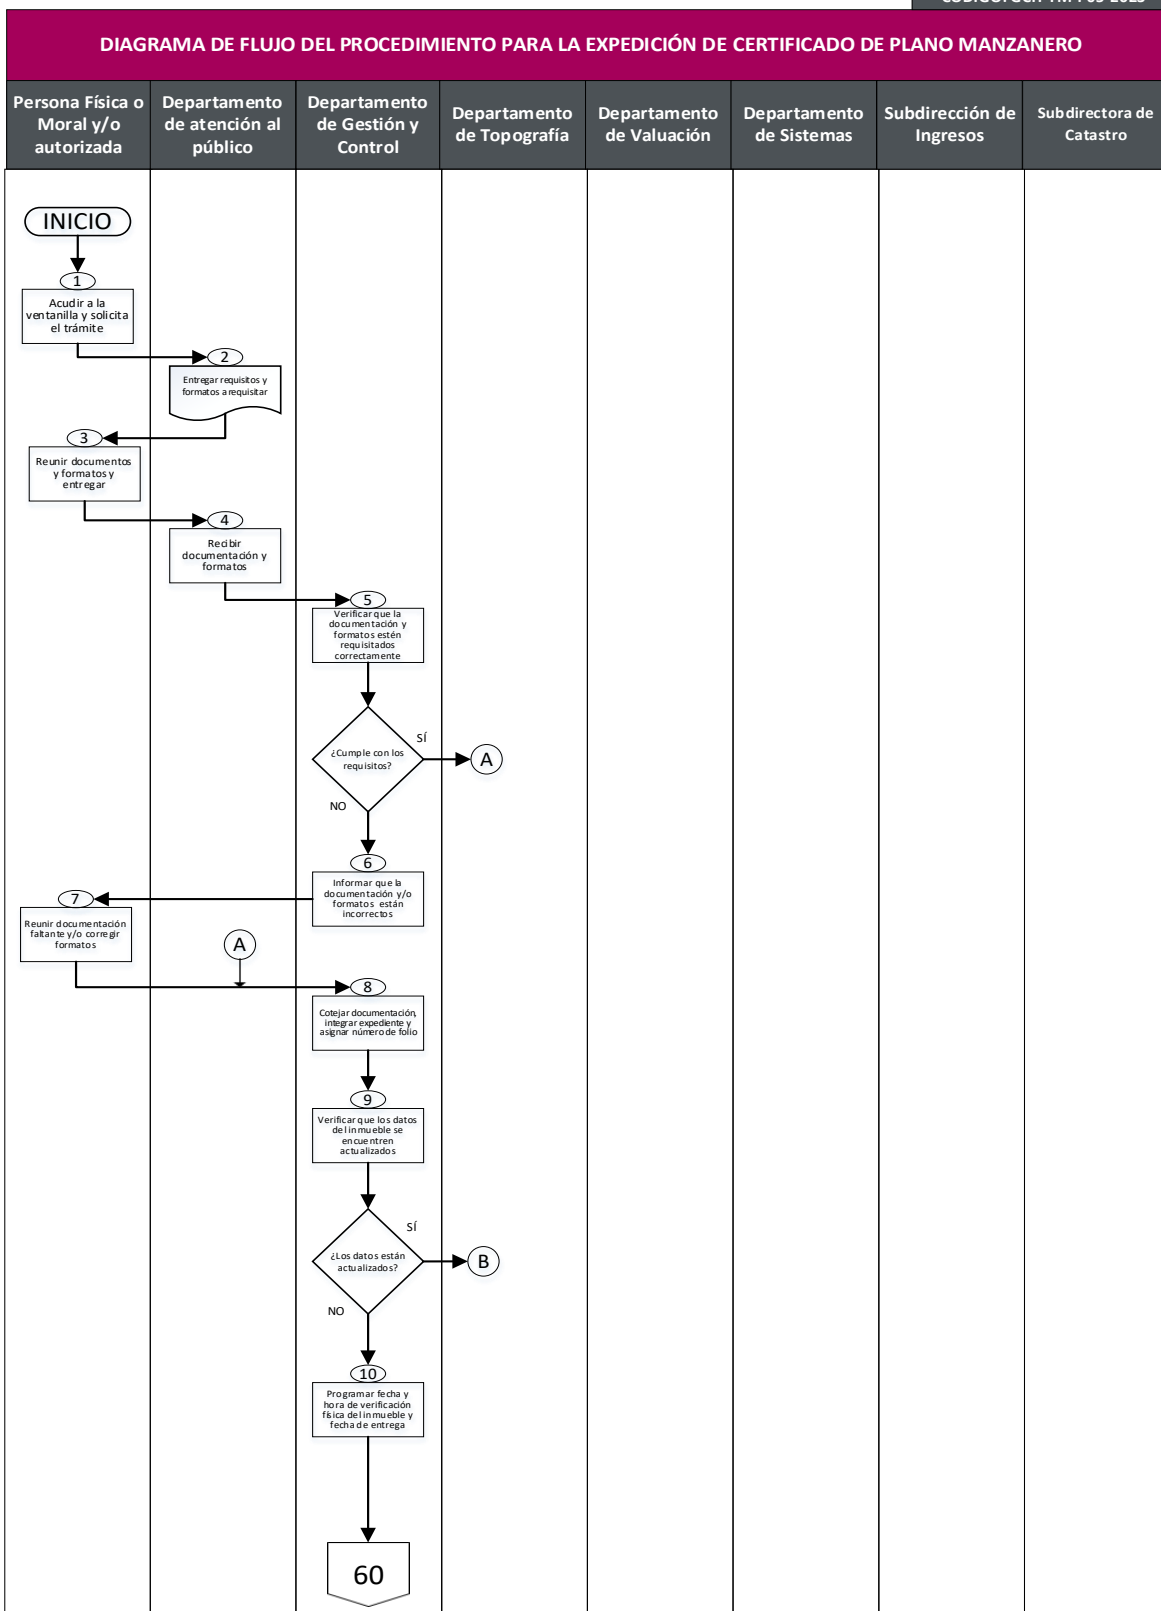 DIAGRAMA DE FLUJO DEL PROCEDIMIENTO PARA LA EXPEDICIÓN DE CERTIFICADO DE PLANO MANZANERO
Persona Física o
Moral y/o
autorizada
Departamento
de atención al
público
Departamento
de Gestión y
Control
Departamento
de Topografía
Departamento
de Valuación
Departamento
de Sistemas
Subdirección de
Ingresos
Subdirectora de
Catastro
INICIO
1
Acudir a la
ventanilla y solicita
el trámite
2
Entregar requisitos y
formatos a requisitar
3
Reunir documentos
y formatos y
entregar
4
Recibir
documentación y
formatos
5
Verificar que la
documentación y
formatos estén
requisitados
correctamente
¿Cumple con los
requisitos?
SÍ
A
NO
6
Informar que la
documentación y/o
formatos están
incorrectos
7
Reunir documentación
faltante y/o corregir
formatos
A
8
Cotejar documentación,
integrar expediente y
asignar número de folio
9
Verificar que los datos
del inmueble se
encuentren
actualizados
¿Los datos están
actualizados?
SÍ
B
NO
10
Programar fecha y
hora de verificación
física del inmueble y
fecha de entrega
60